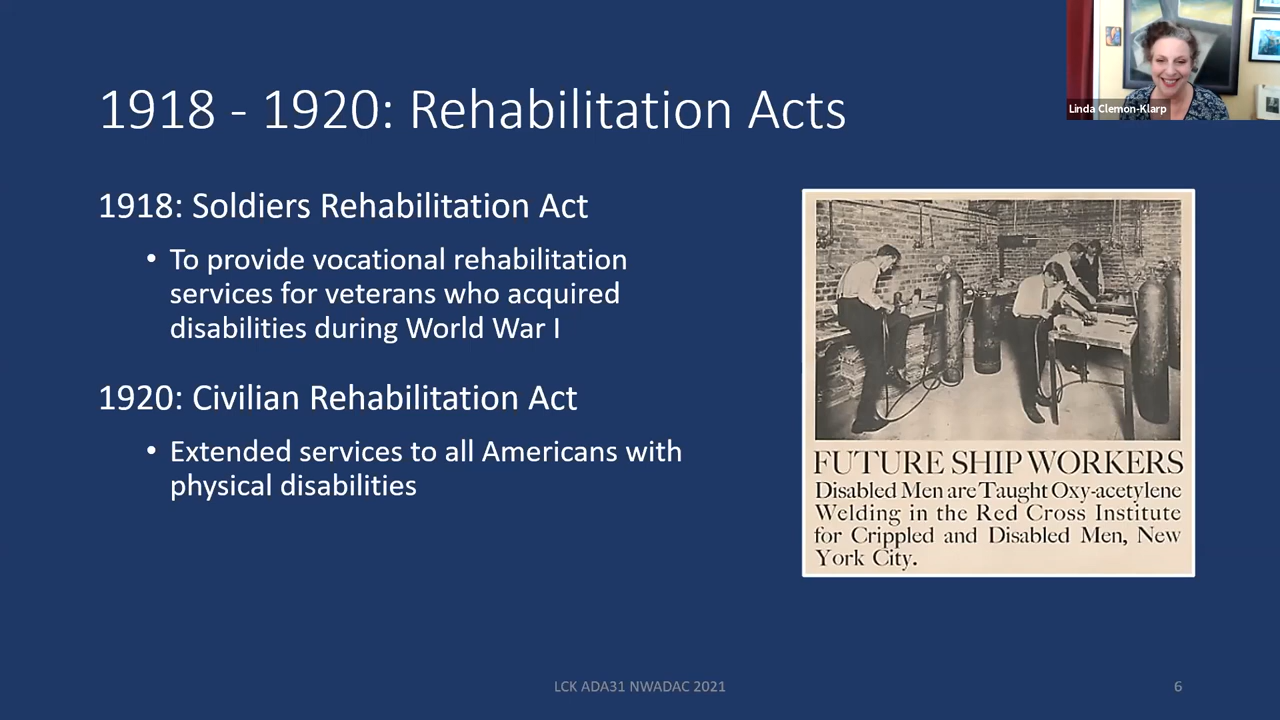 Linda Clemon-Klarp
1918 - 1920: Rehabilitation Acts
1918: Soldiers Rehabilitation Act
• To provide vocational rehabilitation
services for veterans who acquired
disabilities during World War I
1920: Civilian Rehabilitation Act
• Extended services to all Americans with
physical disabilities
FUTURE SHIP WORKERS
Disabled Men are Taught Oxy-acetylene
Welding in the Red Cross Institute
for Crippled and Disabled Men, New
York City.
LCK ADA31 NWADAC 2021
6